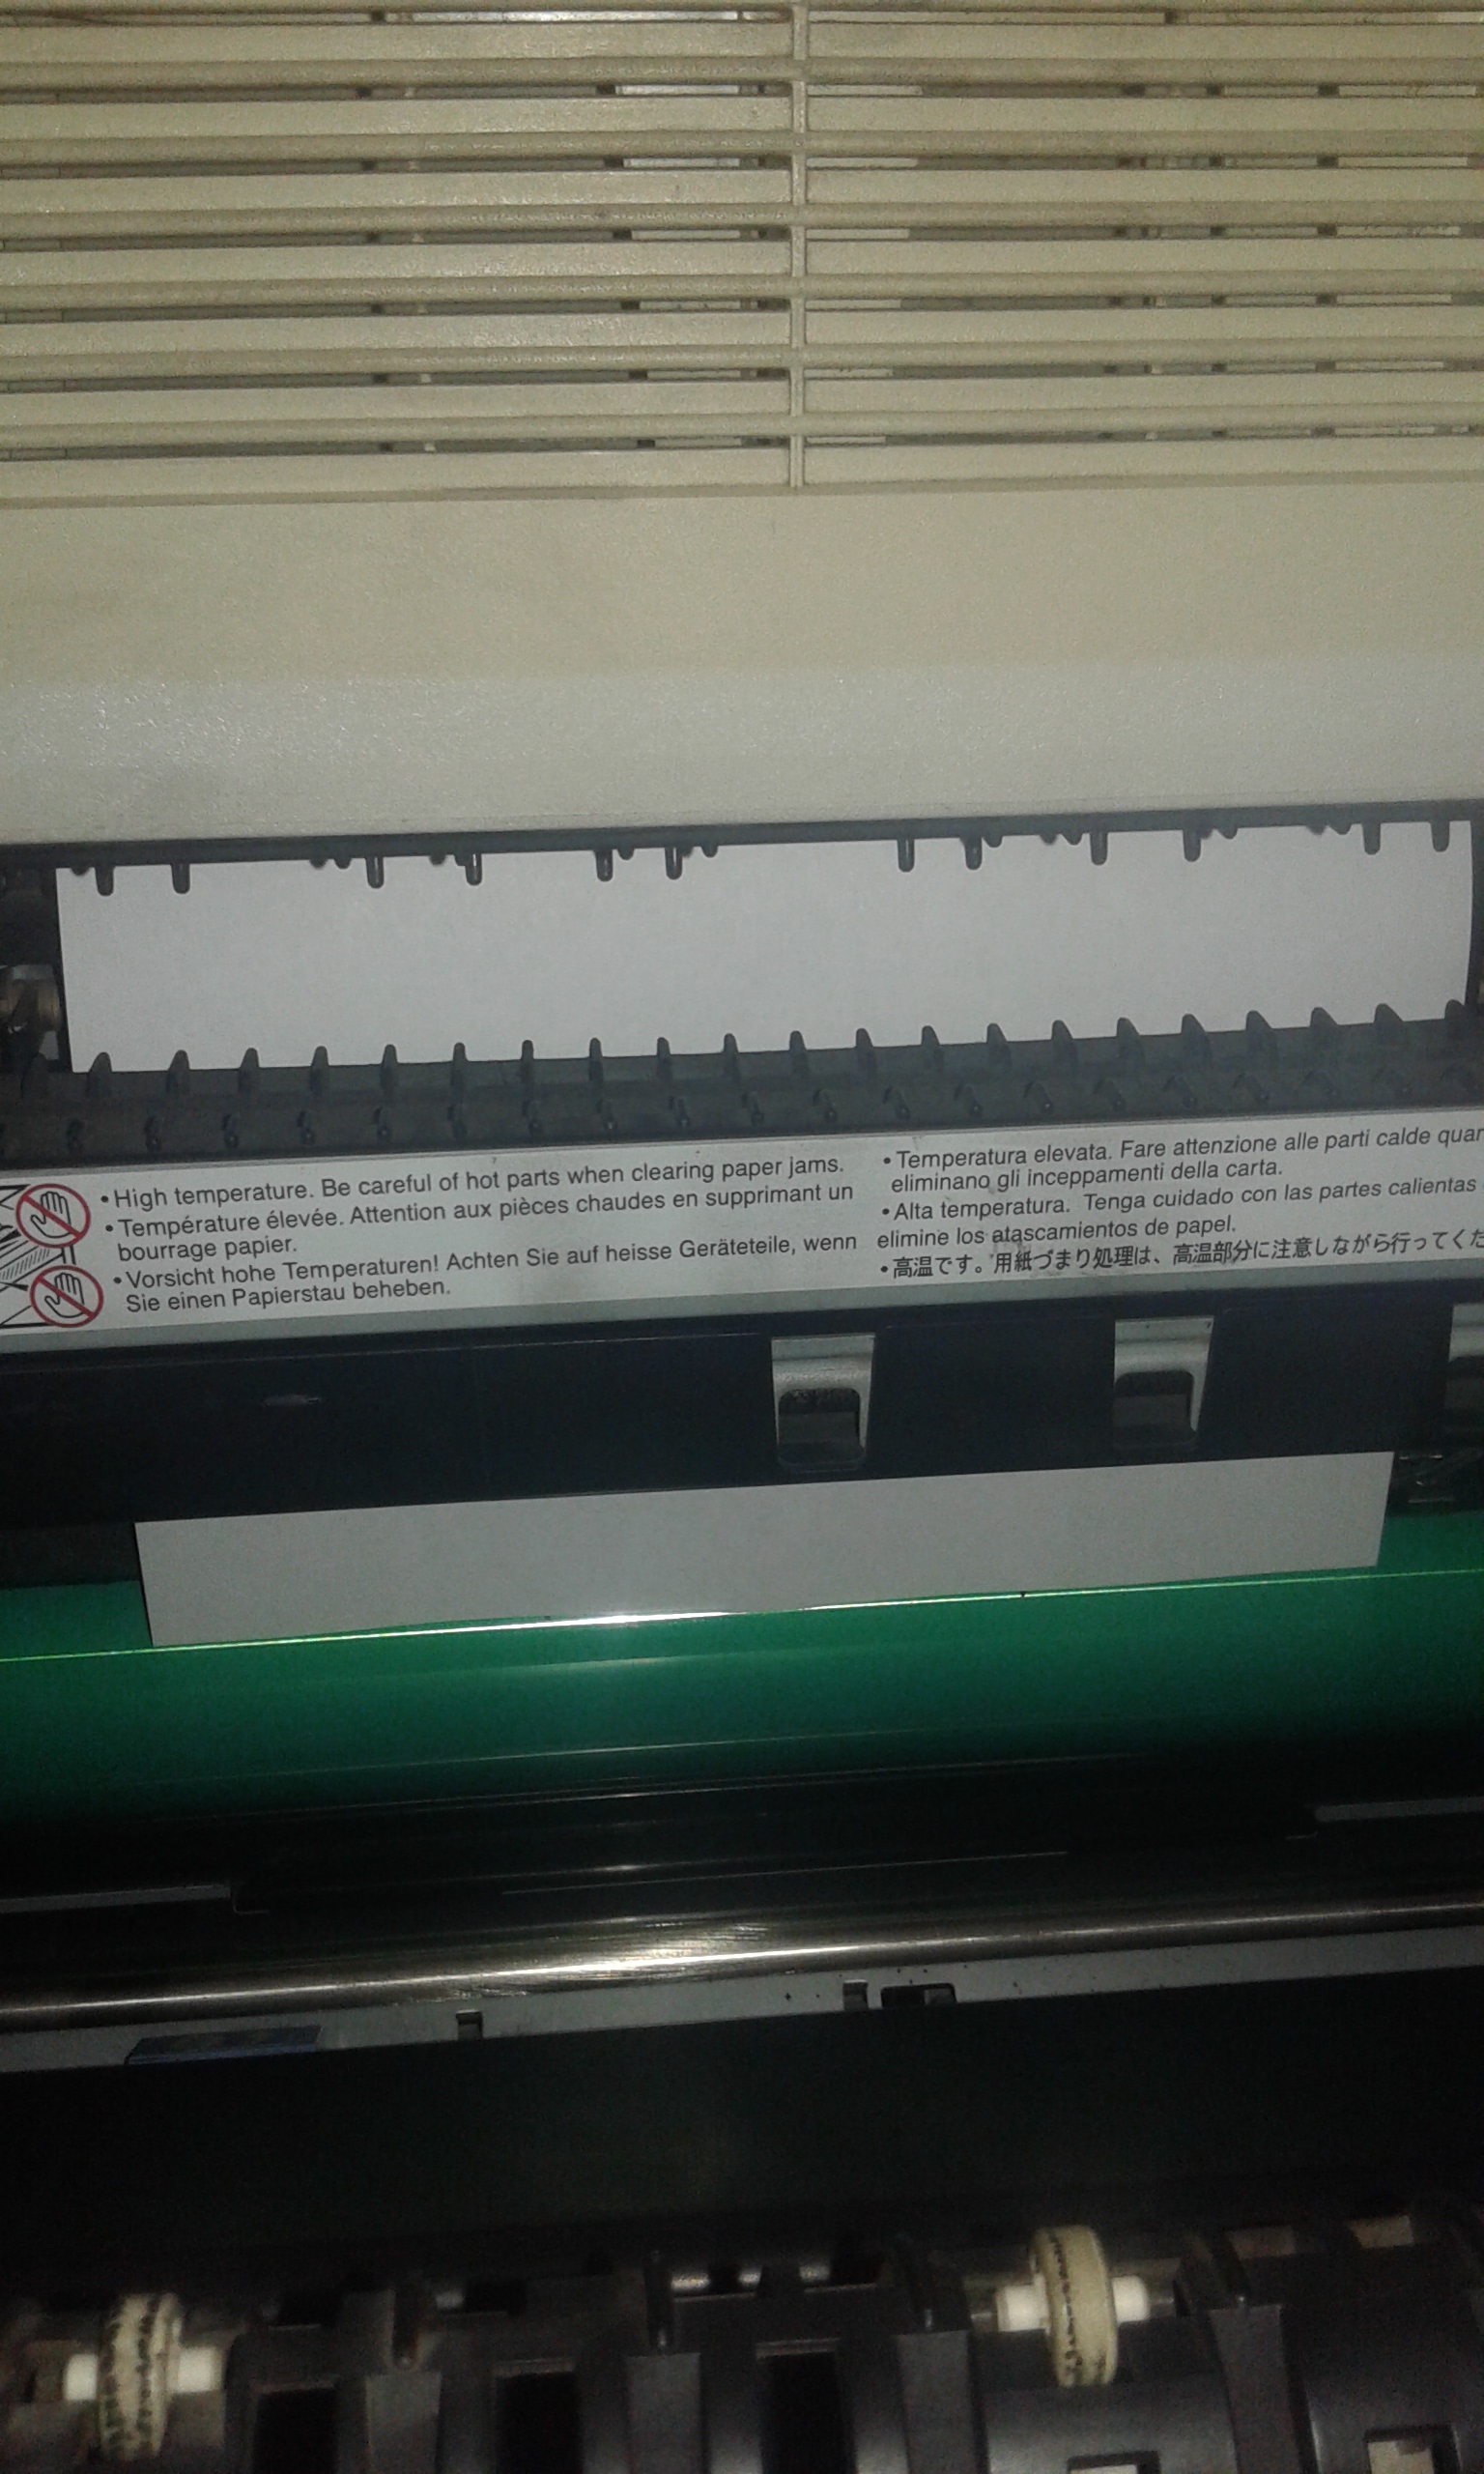 • High temperature. Be careful of hot parts when clearing paper jams.
• Température élevée. Attention aux pièces chaudes en supprimant un
bourrage papier.
• Vorsicht hohe Temperaturen! Achten Sie auf heisse Geräteteile, wenn
Sie einen Papierstau beheben.
• Temperatura elevata. Fare attenzione alle parti calde quan
eliminano gli inceppamenti della carta.
• Alta temperatura. Tenga cuidado con las partes calientas
elimine los atascamientos de papel.
• 高温です。用紙づまり処理は、高温部分に注意しながら行ってくだ